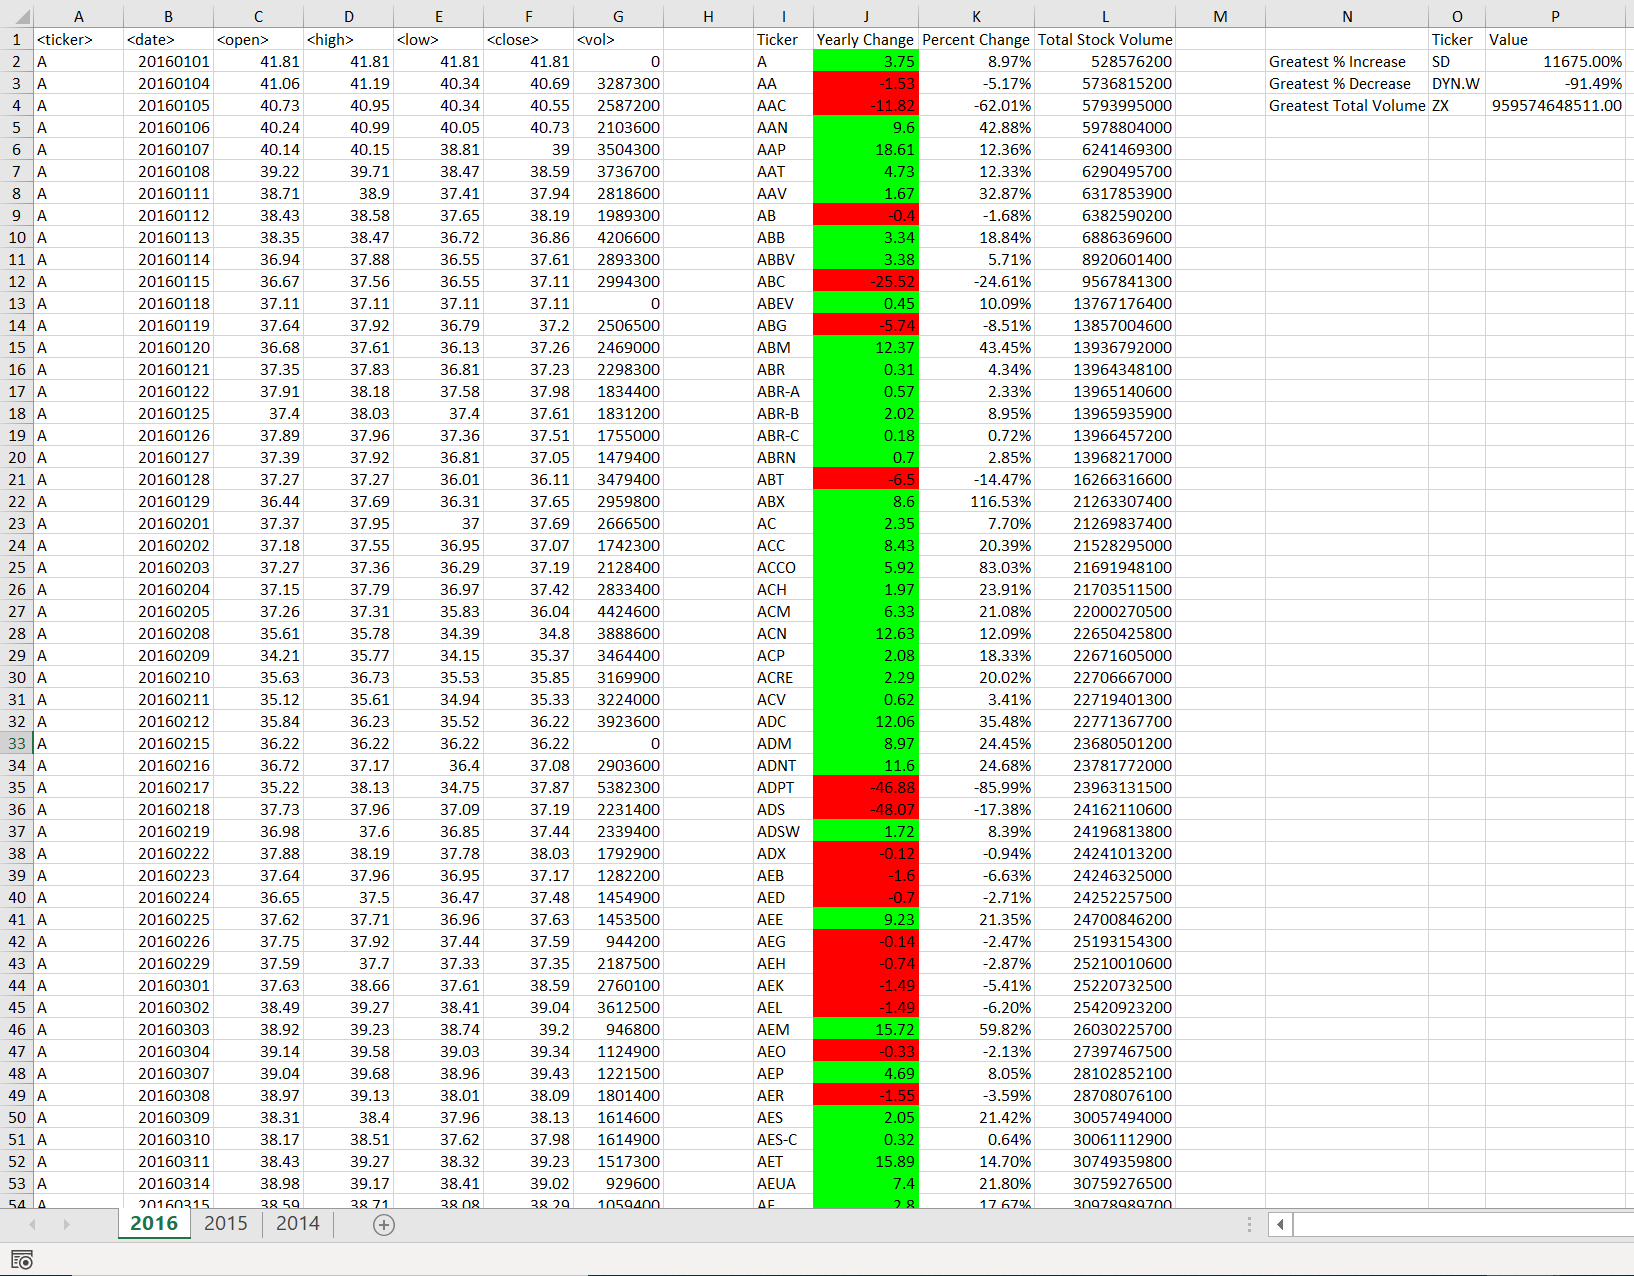 A B C D E F G H I J K L M N O P
1 <ticker> <date> <open> <high> <low> <close> <vol> Ticker Yearly Change Percent Change Total Stock Volume Ticker Value
2 A 20160101 41.81 41.81 41.81 41.81 0 A 3.75 8.97% 528576200 Greatest % Increase SD 11675.00%
3 A 20160104 41.06 41.19 40.34 40.69 3287300 AA -1.53 -5.17% 5736815200 Greatest % Decrease DYN.W -91.49%
4 A 20160105 40.73 40.95 40.34 40.55 2587200 AAC -11.82 -62.01% 5793995000 Greatest Total Volume ZX 959574648511.00
5 A 20160106 40.24 40.99 40.05 40.73 2103600 AAN 9.6 42.88% 5978804000
6 A 20160107 40.14 40.15 38.81 39 3504300 AAP 18.61 12.36% 6241469300
7 A 20160108 39.22 39.71 38.47 38.59 3736700 AAT 4.73 12.33% 6290495700
8 A 20160111 38.71 38.9 37.41 37.94 2818600 AAV 1.67 32.87% 6317853900
9 A 20160112 38.43 38.58 37.65 38.19 1989300 AB -0.4 -1.68% 6382590200
10 A 20160113 38.35 38.47 36.72 36.86 4206600 ABB 3.34 18.84% 6886369600
11 A 20160114 36.94 37.88 36.55 37.61 2893300 ABBV 3.38 5.71% 8920601400
12 A 20160115 36.67 37.56 36.55 37.11 2994300 ABC -25.52 -24.61% 9567841300
13 A 20160118 37.11 37.11 37.11 37.11 0 ABEV 0.45 10.09% 13767176400
14 A 20160119 37.64 37.92 36.79 37.2 2506500 ABG -5.74 -8.51% 13857004600
15 A 20160120 36.68 37.61 36.13 37.26 2469000 ABM 12.37 43.45% 13936792000
16 A 20160121 37.35 37.83 36.81 37.23 2298300 ABR 0.31 4.34% 13964348100
17 A 20160122 37.91 38.18 37.58 37.98 1834400 ABR-A 0.57 2.33% 13965140600
18 A 20160125 37.4 38.03 37.4 37.61 1831200 ABR-B 2.02 8.95% 13965935900
19 A 20160126 37.89 37.96 37.36 37.51 1755000 ABR-C 0.18 0.72% 13966457200
20 A 20160127 37.39 37.92 36.81 37.05 1479400 ABRN 0.7 2.85% 13968217000
21 A 20160128 37.27 37.27 36.01 36.11 3479400 ABT -6.5 -14.47% 16266316600
22 A 20160129 36.44 37.69 36.31 37.65 2959800 ABX 8.6 116.53% 21263307400
23 A 20160201 37.37 37.95 37 37.69 2666500 AC 2.35 7.70% 21269837400
24 A 20160202 37.18 37.55 36.95 37.07 1742300 ACC 8.43 20.39% 21528295000
25 A 20160203 37.27 37.36 36.29 37.19 2128400 ACCO 5.92 83.03% 21691948100
26 A 20160204 37.15 37.79 36.97 37.42 2833400 ACH 1.97 23.91% 21703511500
27 A 20160205 37.26 37.31 35.83 36.04 4424600 ACM 6.33 21.08% 22000270500
28 A 20160208 35.61 35.78 34.39 34.8 3888600 ACN 12.63 12.09% 22650425800
29 A 20160209 34.21 35.77 34.15 35.37 3464400 ACP 2.08 18.33% 22671605000
30 A 20160210 35.63 36.73 35.53 35.85 3169900 ACRE 2.29 20.02% 22706667000
31 A 20160211 35.12 35.61 34.94 35.33 3224000 ACV 0.62 3.41% 22719401300
32 A 20160212 35.84 36.23 35.52 36.22 3923600 ADC 12.06 35.48% 22771367700
33 A 20160215 36.22 36.22 36.22 36.22 0 ADM 8.97 24.45% 23680501200
34 A 20160216 36.72 37.17 36.4 37.08 2903600 ADNT 11.6 24.68% 23781772000
35 A 20160217 35.22 38.13 34.75 37.87 5382300 ADPT -46.88 -85.99% 23963131500
36 A 20160218 37.73 37.96 37.09 37.19 2231400 ADS -48.07 -17.38% 24162110600
37 A 20160219 36.98 37.6 36.85 37.44 2339400 ADSW 1.72 8.39% 24196813800
38 A 20160222 37.88 38.19 37.78 38.03 1792900 ADX -0.12 -0.94% 24241013200
39 A 20160223 37.64 37.96 36.95 37.17 1282200 AEB -1.6 -6.63% 24246325000
40 A 20160224 36.65 37.5 36.47 37.48 1454900 AED -0.7 -2.71% 24252257500
41 A 20160225 37.62 37.71 36.96 37.63 1453500 AEE 9.23 21.35% 24700846200
42 A 20160226 37.75 37.92 37.44 37.59 944200 AEG -0.14 -2.47% 25193154300
43 A 20160229 37.59 37.7 37.33 37.35 2187500 AEH -0.74 -2.87% 25210010600
44 A 20160301 37.63 38.66 37.61 38.59 2760100 AEK -1.49 -5.41% 25220732500
45 A 20160302 38.49 39.27 38.41 39.04 3612500 AEL -1.49 -6.20% 25420923200
46 A 20160303 38.92 39.23 38.74 39.2 946800 AEM 15.72 59.82% 26030225700
47 A 20160304 39.14 39.58 39.03 39.34 1124900 AEO -0.33 -2.13% 27397467500
48 A 20160307 39.04 39.68 38.96 39.43 1221500 AEP 4.69 8.05% 28102852100
49 A 20160308 38.97 39.13 38.01 38.09 1801400 AER -1.55 -3.59% 28708076100
50 A 20160309 38.31 38.4 37.96 38.13 1614600 AES 2.05 21.42% 30057494000
51 A 20160310 38.17 38.51 37.62 37.98 1614900 AES-C 0.32 0.64% 30061112900
52 A 20160311 38.43 39.27 38.32 39.23 1517300 AET 15.89 14.70% 30749359800
53 A 20160314 38.98 39.17 38.41 39.02 929600 AEUA 7.4 21.80% 30759276500
54 A 20160315 38.59 38.71 38.08 38.29 1059400 2.8 17.67% 30978989700
2016 2015 2014